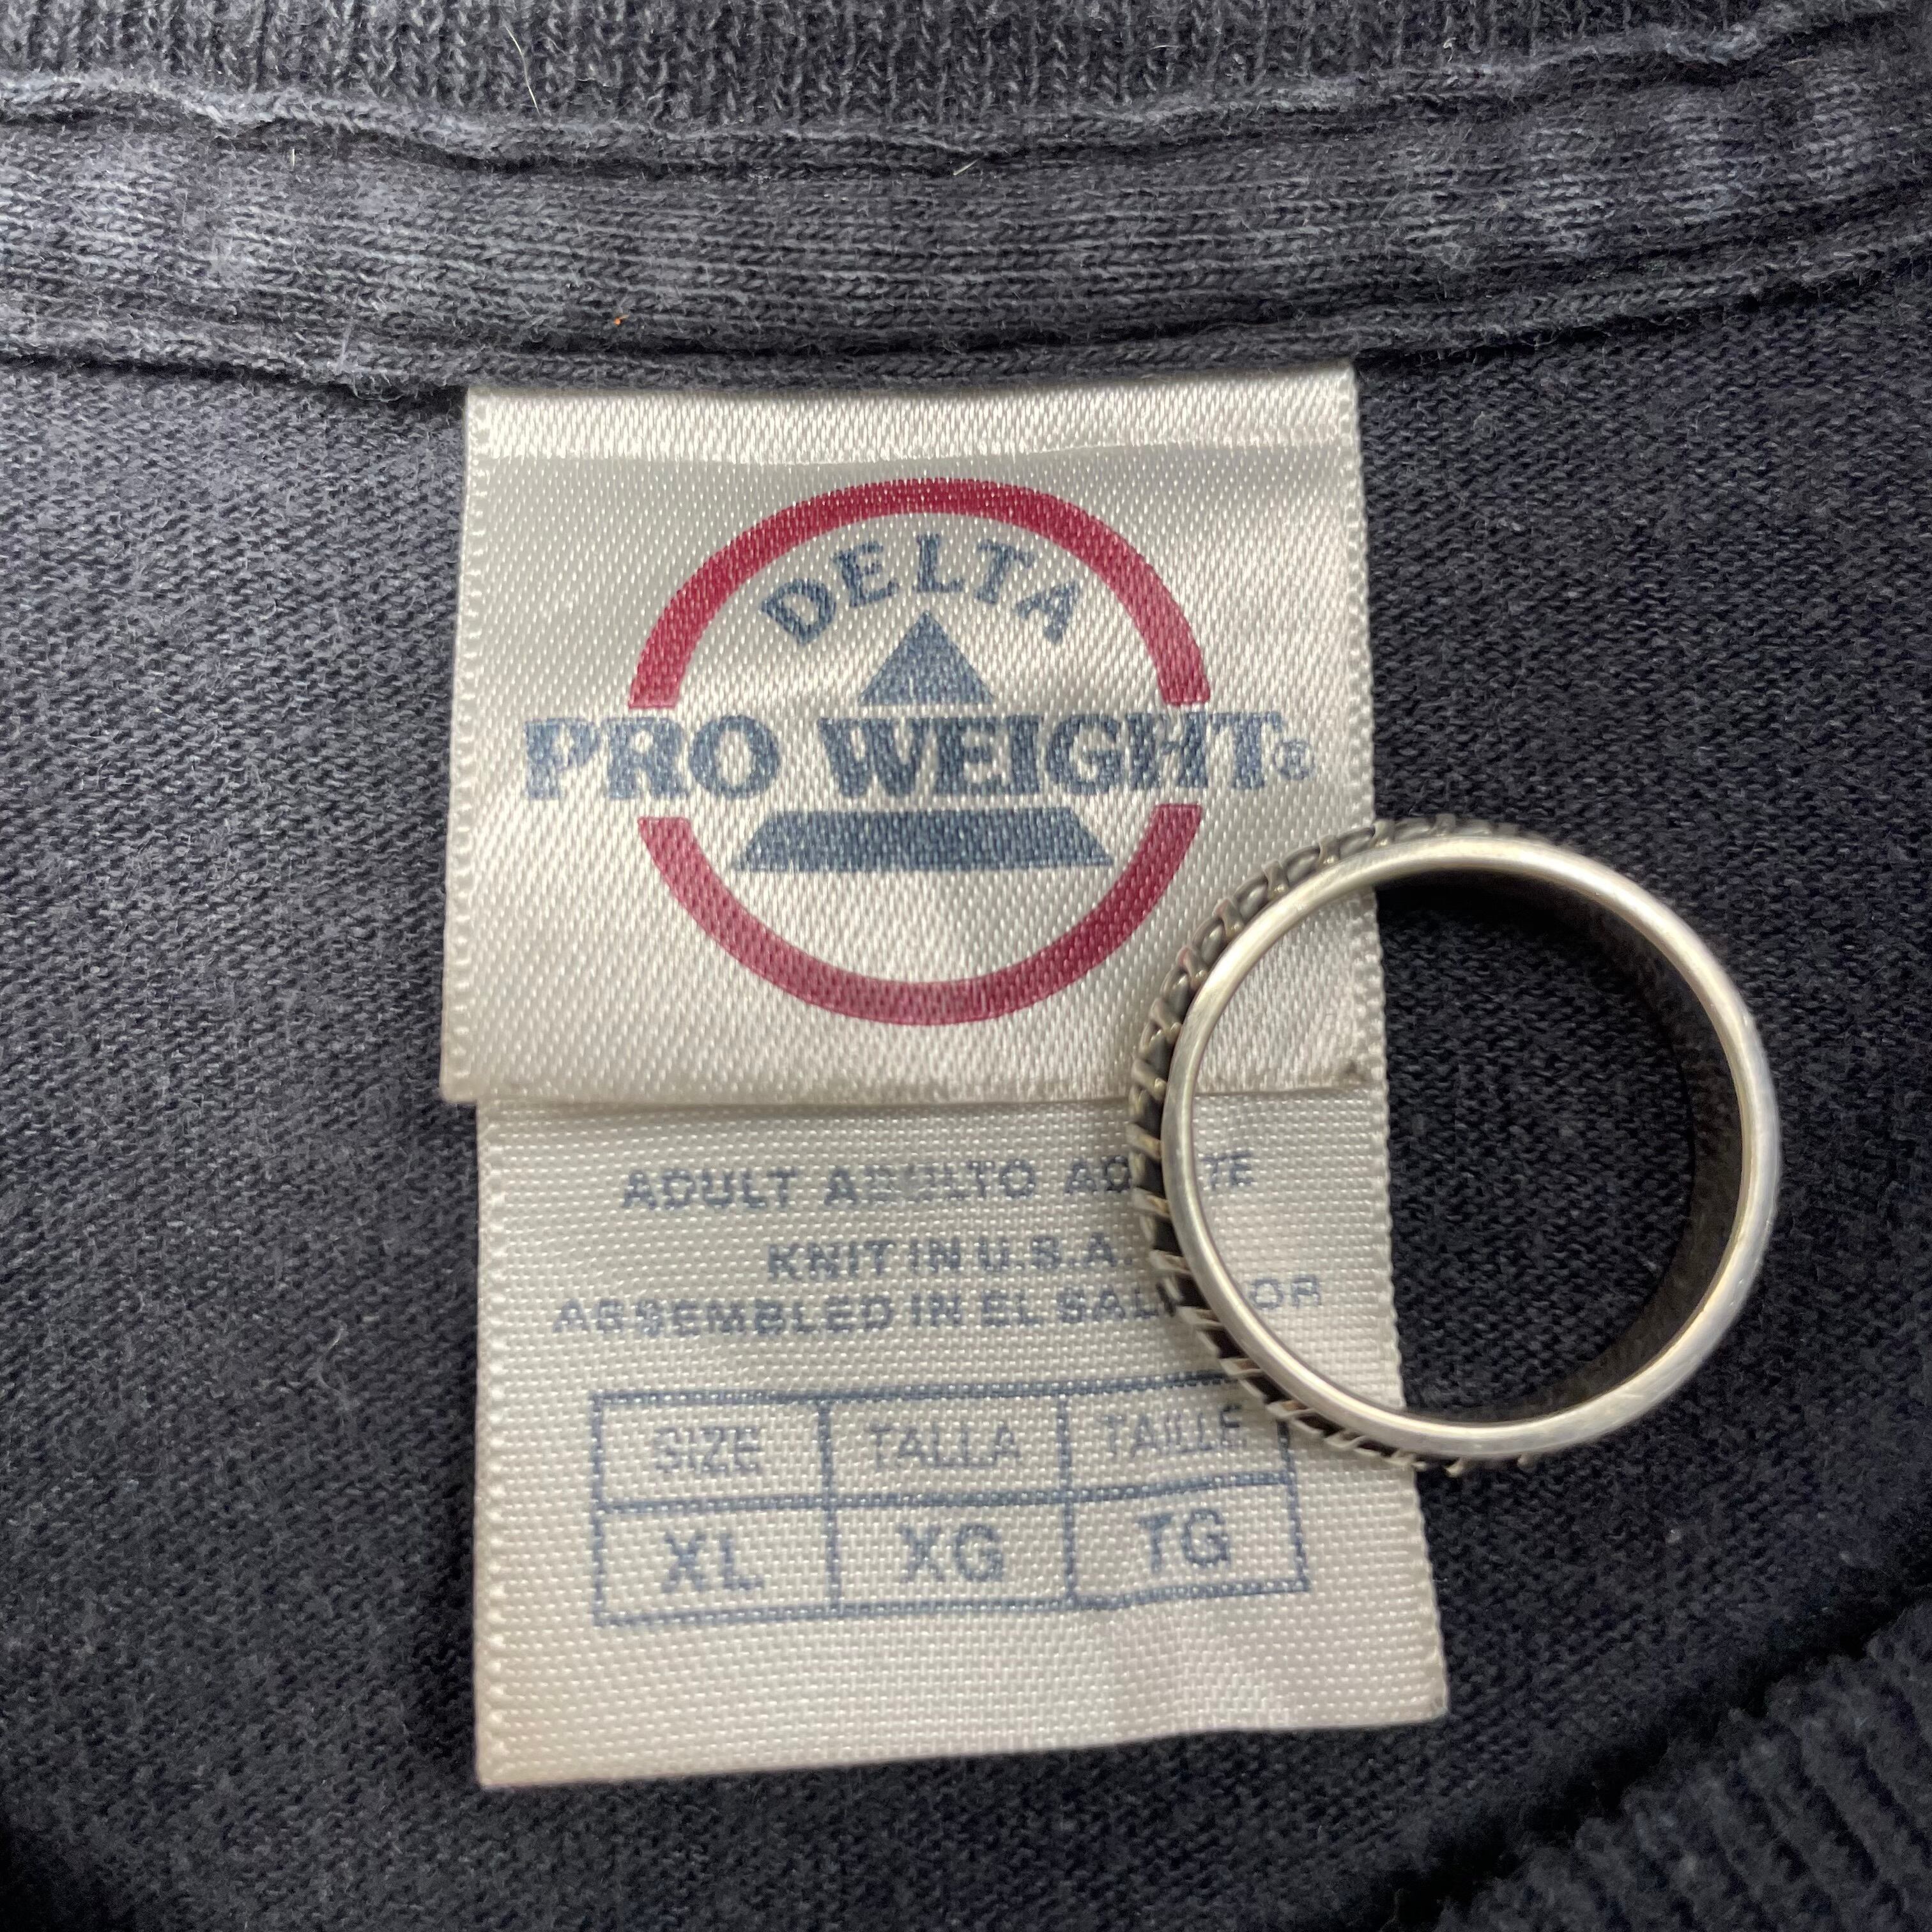 DELTA
PRO WEIGHT®
ADULT ADULTO
KNIT IN U.S.A
ASSEMBLED IN EL
SIZE TALLA TAILLE
XL XG TG